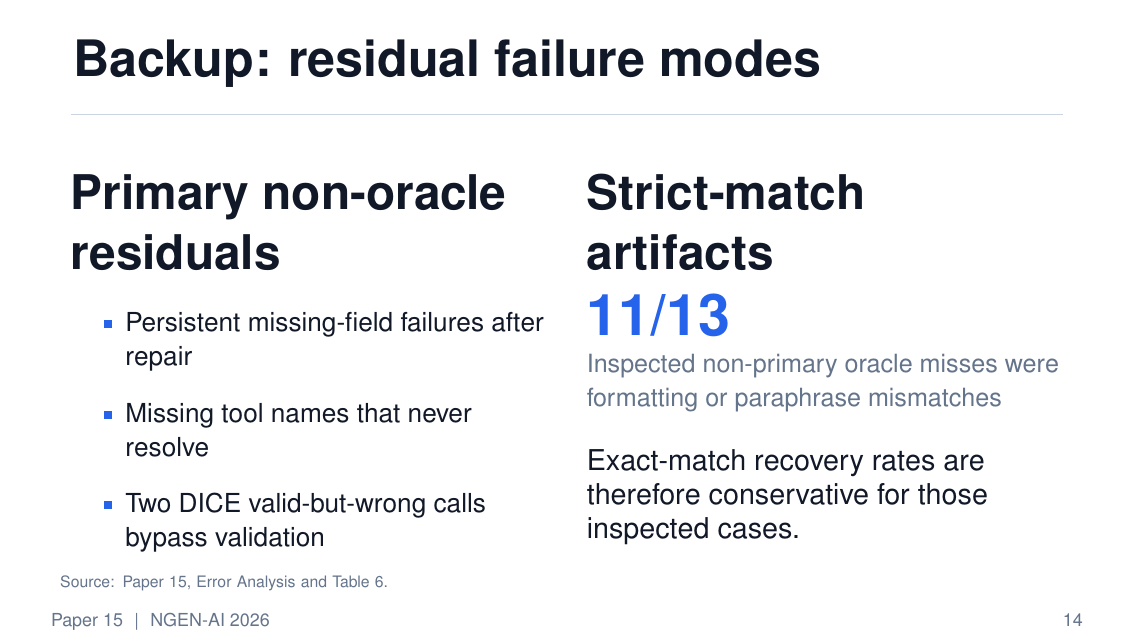 Backup: residual failure modes
Primary non-oracle
residuals
Persistent missing-field failures after
repair
Missing tool names that never
resolve
Two DICE valid-but-wrong calls
bypass validation
Strict-match
artifacts
11/13
Inspected non-primary oracle misses were
formatting or paraphrase mismatches
Exact-match recovery rates are
therefore conservative for those
inspected cases.
Source: Paper 15, Error Analysis and Table 6.
Paper 15 | NGEN-AI 2026
14